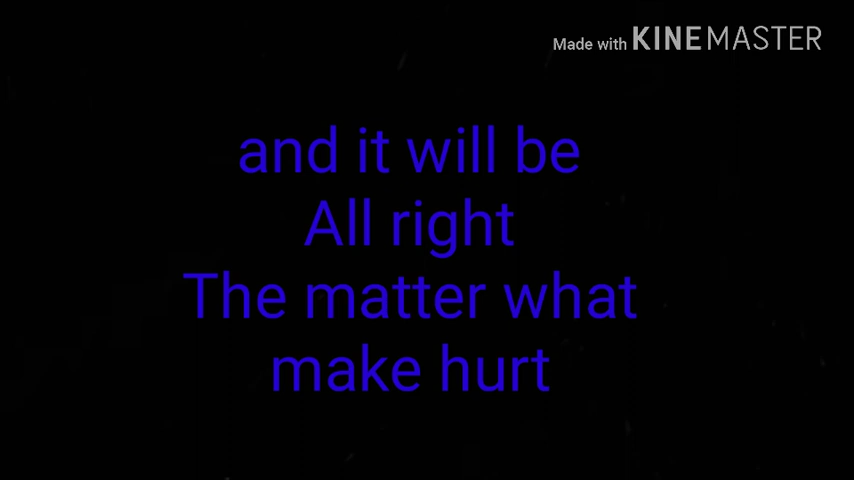 Made with KINEMASTER
and it will be
All right
The matter what
make hurt